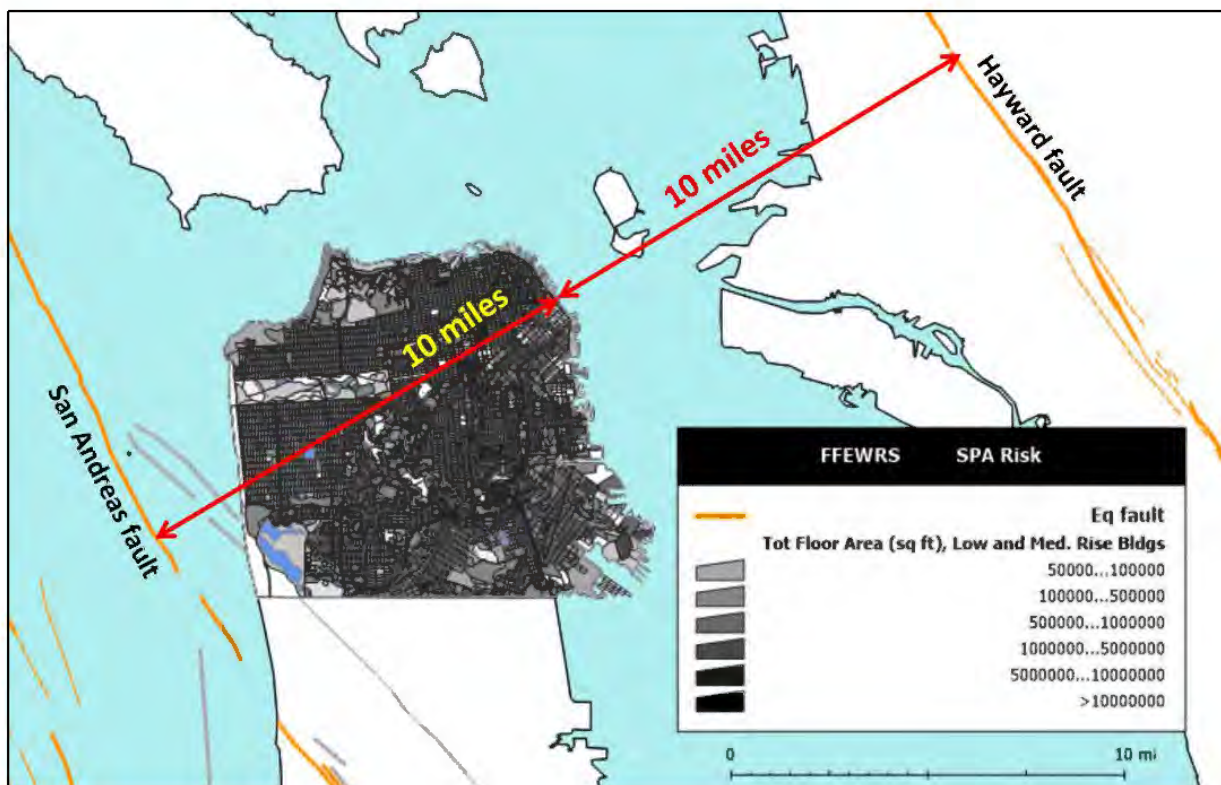 Hayward fault
10 miles
10 miles
San Andreas fault
FFEWRS SPA Risk
Eq fault
Tot Floor Area (sq ft), Low and Med. Rise Bldgs
50000...100000
100000...500000
500000...1000000
1000000...5000000
5000000...10000000
>10000000
0 10 mi